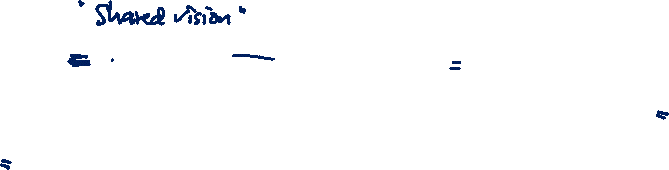 "Shared vision"
=
=
=